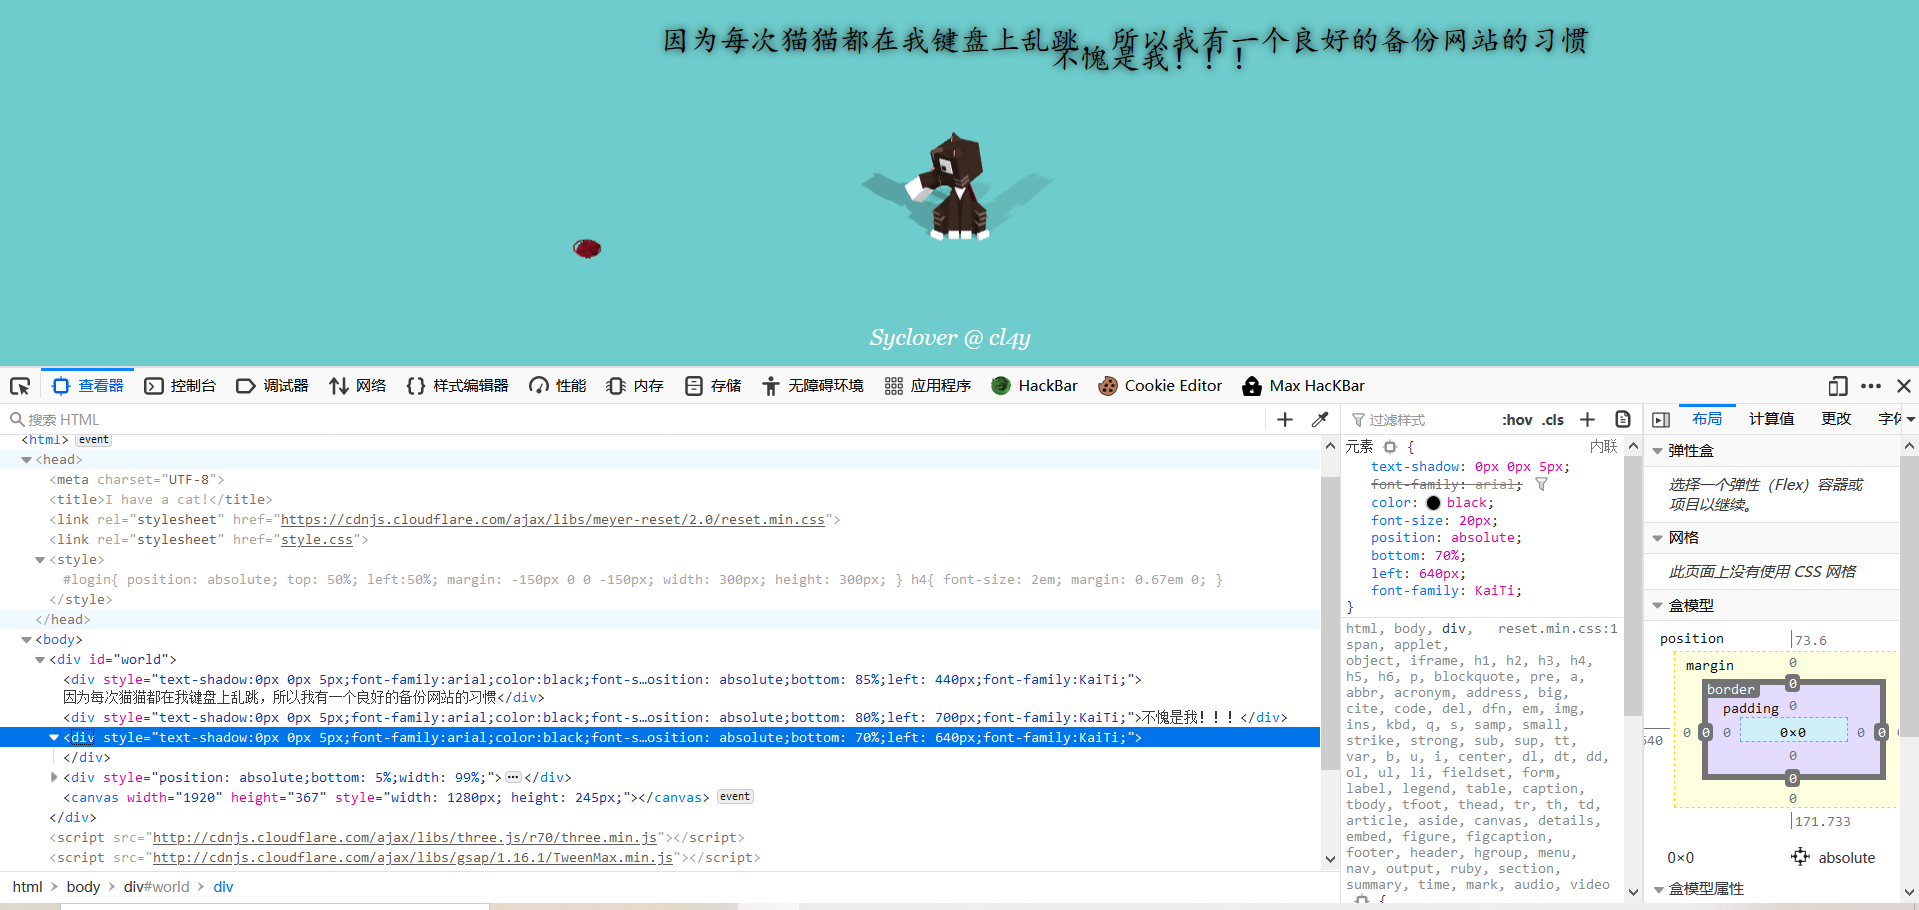 因为每次猫猫都在我键盘上乱跳，所以我有一个良好的备份网站的习惯
不愧是我！！！
Syclover @ cl4y
查看器 控制台 调试器 网络 样式编辑器 性能 内存 存储 无障碍环境 应用程序 HackBar Cookie Editor Max HacKBar
搜索 HTML
<html> event
<head>
<meta charset="UTF-8">
<title>I have a cat!</title>
<link rel="stylesheet" href="https://cdnjs.cloudflare.com/ajax/libs/meyer-reset/2.0/reset.min.css">
<link rel="stylesheet" href="style.css">
<style>
#login{ position: absolute; top: 50%; left:50%; margin: -150px 0 0 -150px; width: 300px; height: 300px; } h4{ font-size: 2em; margin: 0.67em 0; }
</style>
</head>
<body>
<div id="world">
<div style="text-shadow:0px 0px 5px;font-family:arial;color:black;font-s…osition: absolute;bottom: 85%;left: 440px;font-family:KaiTi;">
因为每次猫猫都在我键盘上乱跳，所以我有一个良好的备份网站的习惯</div>
<div style="text-shadow:0px 0px 5px;font-family:arial;color:black;font-s…osition: absolute;bottom: 80%;left: 700px;font-family:KaiTi;">不愧是我！！！</div>
<div style="text-shadow:0px 0px 5px;font-family:arial;color:black;font-s…osition: absolute;bottom: 70%;left: 640px;font-family:KaiTi;">
</div>
<div style="position: absolute;bottom: 5%;width: 99%;">…</div>
<canvas width="1920" height="367" style="width: 1280px; height: 245px;"></canvas> event
</div>
<script src="http://cdnjs.cloudflare.com/ajax/libs/three.js/r70/three.min.js"></script>
<script src="http://cdnjs.cloudflare.com/ajax/libs/gsap/1.16.1/TweenMax.min.js"></script>
html > body > div#world > div
过滤样式 :hov .cls
元素 { 内联
text-shadow: 0px 0px 5px;
font-family: arial;
color: black;
font-size: 20px;
position: absolute;
bottom: 70%;
left: 640px;
font-family: KaiTi;
}
html, body, div, reset.min.css:1
span, applet,
object, iframe, h1, h2, h3, h4,
h5, h6, p, blockquote, pre, a,
abbr, acronym, address, big,
cite, code, del, dfn, em, img,
ins, kbd, q, s, samp, small,
strike, strong, sub, sup, tt,
var, b, u, i, center, dl, dt, dd,
ol, ul, li, fieldset, form,
label, legend, table, caption,
tbody, tfoot, thead, tr, th, td,
article, aside, canvas, details,
embed, figure, figcaption,
footer, header, hgroup, menu,
nav, output, ruby, section,
summary, time, mark, audio, video
{
布局 计算值 更改 字体
弹性盒
选择一个弹性（Flex）容器或
项目以继续。
网格
此页面上没有使用 CSS 网格
盒模型
position 73.6
margin 0
border 0
padding 0
640 0 0 0 0×0 0 0
0
0
0
171.733
0×0 absolute
盒模型属性